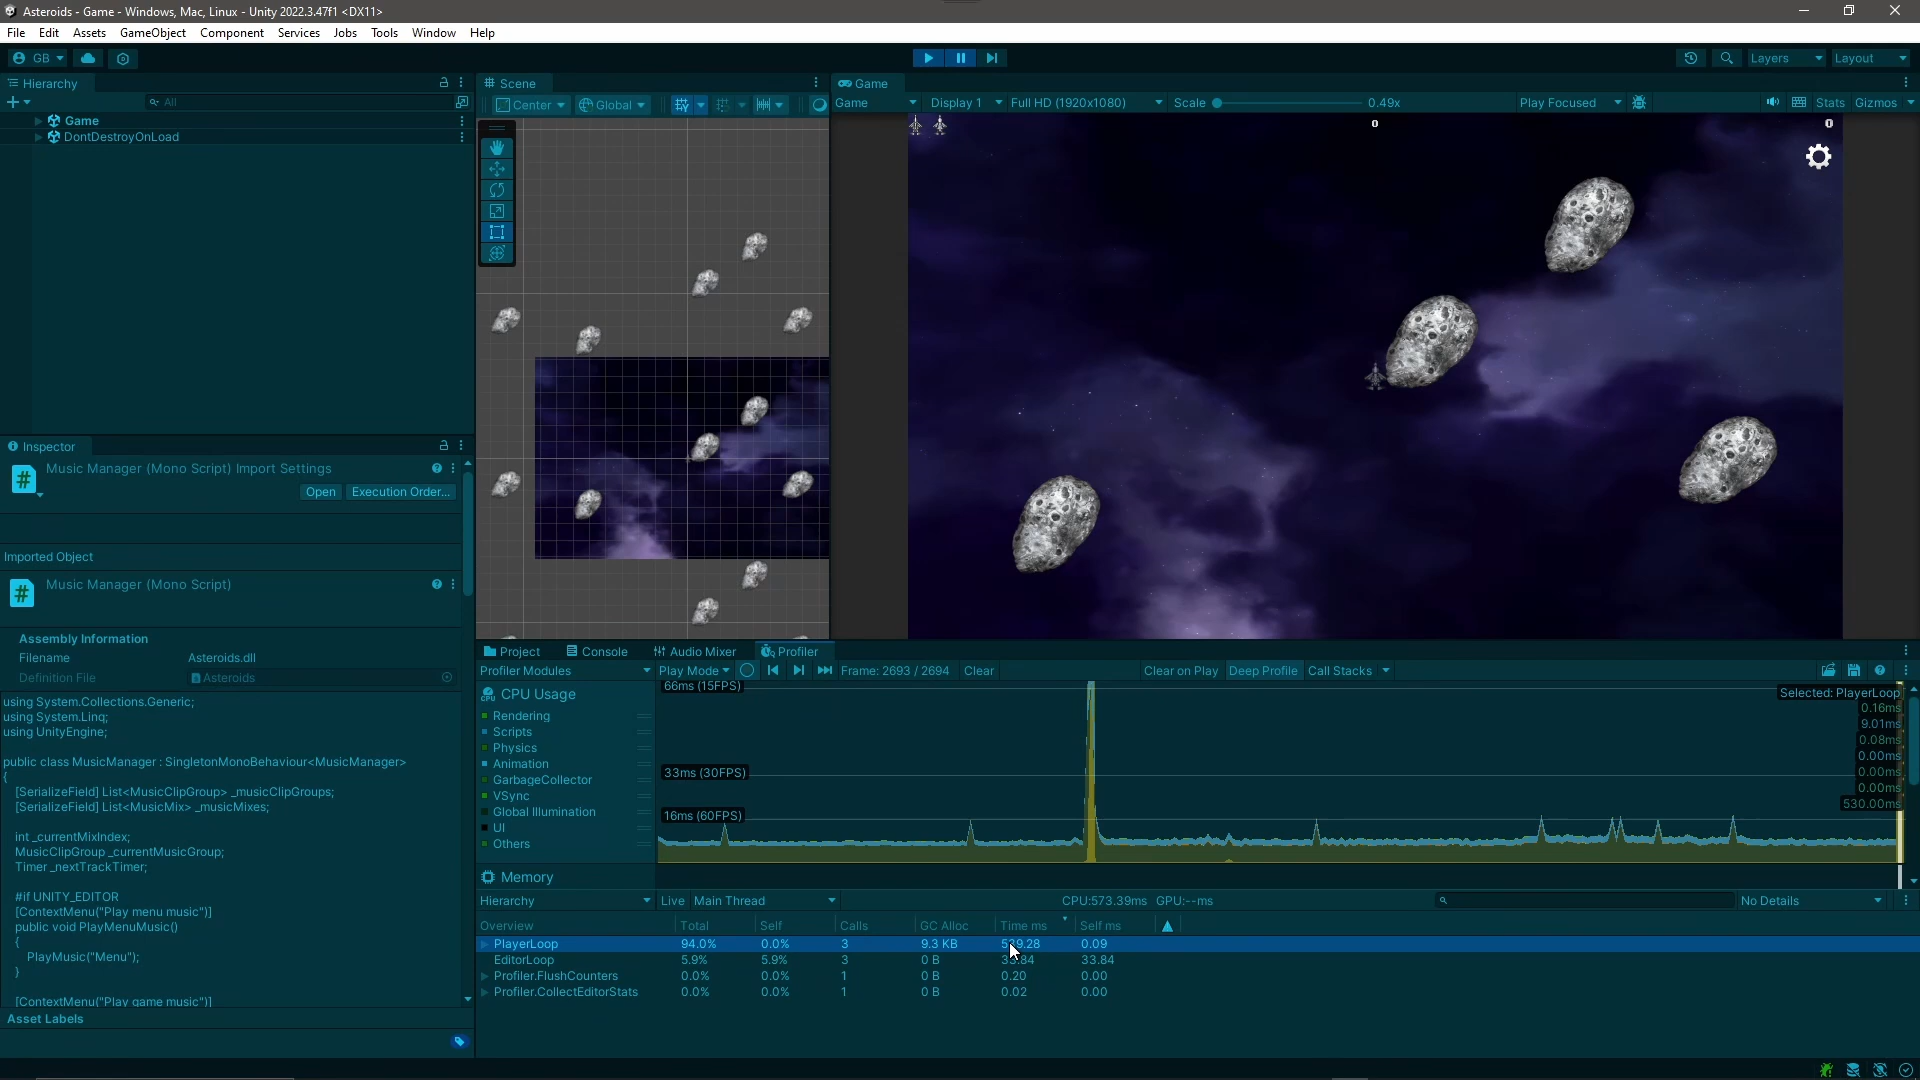 Asteroids - Game - Windows, Mac, Linux - Unity 2022.3.47f1 <DX11>
File Edit Assets GameObject Component Services Jobs Tools Window Help
GB
Layers
Layout
Hierarchy
All
Game
DontDestroyOnLoad
Scene
Center
Global
Game
Game
Display 1
Full HD (1920x1080)
Scale
0.49x
Play Focused
Stats
Gizmos
0
0
Inspector
Music Manager (Mono Script) Import Settings
Open
Execution Order...
Imported Object
Music Manager (Mono Script)
Assembly Information
Filename Asteroids.dll
Definition File Asteroids
using System.Collections.Generic;
using System.Linq;
using UnityEngine;
public class MusicManager : SingletonMonoBehaviour<MusicManager>
{
[SerializeField] List<MusicClipGroup> _musicClipGroups;
[SerializeField] List<MusicMix> _musicMixes;
int _currentMixIndex;
MusicClipGroup _currentMusicGroup;
Timer _nextTrackTimer;
#if UNITY_EDITOR
[ContextMenu("Play menu music")]
public void PlayMenuMusic()
{
PlayMusic("Menu");
}
[ContextMenu("Play game music")]
Asset Labels
Project
Console
Audio Mixer
Profiler
Profiler Modules
Play Mode
Frame: 2693 / 2694
Clear
Clear on Play
Deep Profile
Call Stacks
CPU Usage
Rendering
Scripts
Physics
Animation
GarbageCollector
VSync
Global Illumination
UI
Others
Memory
66ms (15FPS)
33ms (30FPS)
16ms (60FPS)
Selected: PlayerLoop
0.16ms
9.01ms
0.08ms
0.00ms
0.00ms
0.00ms
530.00ms
Hierarchy
Live
Main Thread
CPU:573.39ms GPU:--ms
No Details
Overview Total Self Calls GC Alloc Time ms Self ms
PlayerLoop 94.0% 0.0% 3 9.3 KB 0.09
EditorLoop 5.9% 5.9% 3 0 B 33.84
Profiler.FlushCounters 0.0% 0.0% 1 0 B 0.20 0.00
Profiler.CollectEditorStats 0.0% 0.0% 1 0 B 0.02 0.00